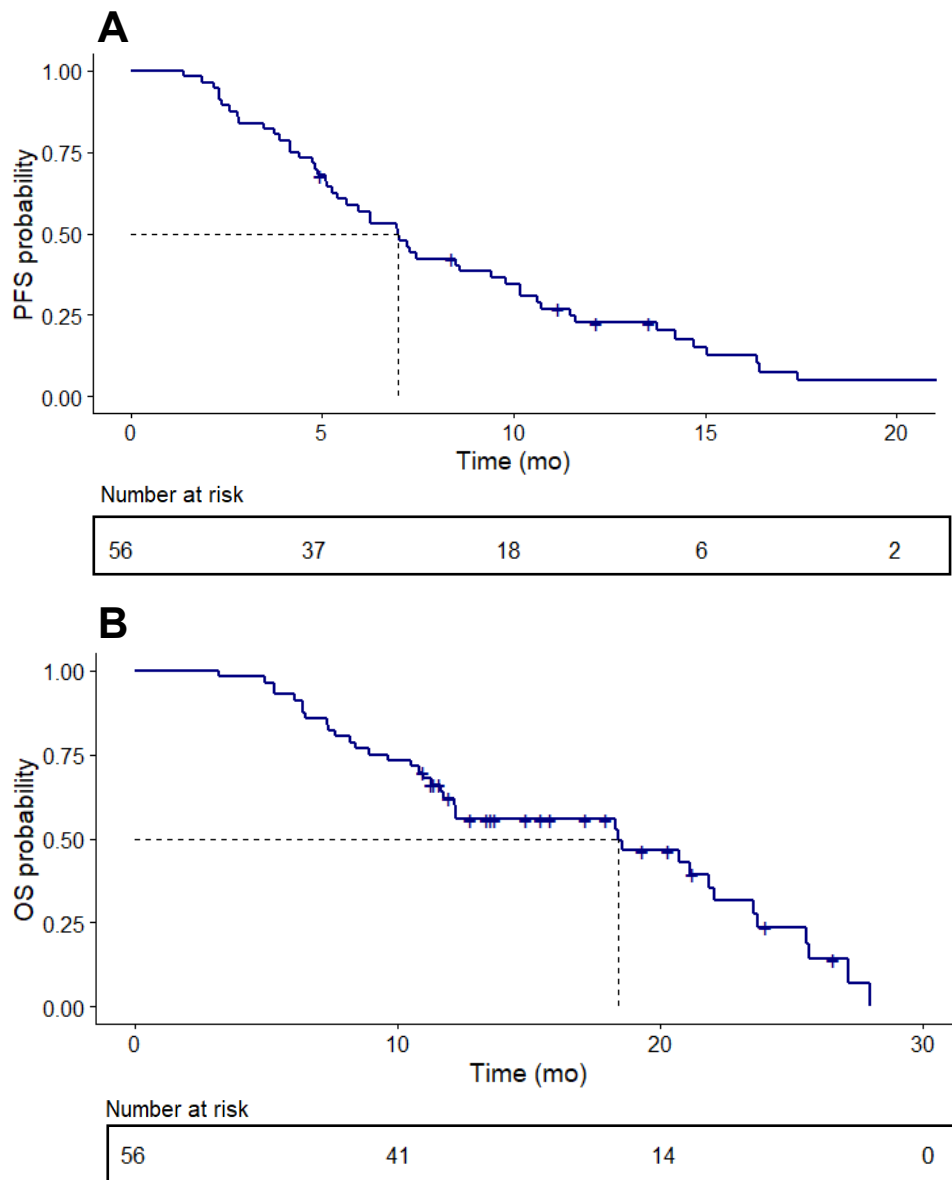 A
1.00
0.75
0.50
0.25
0.00
PFS probability
0 5 10 15 20
Time (mo)
Number at risk
56 37 18 6 2
B
1.00
0.75
0.50
0.25
0.00
OS probability
0 10 20 30
Time (mo)
Number at risk
56 41 14 0